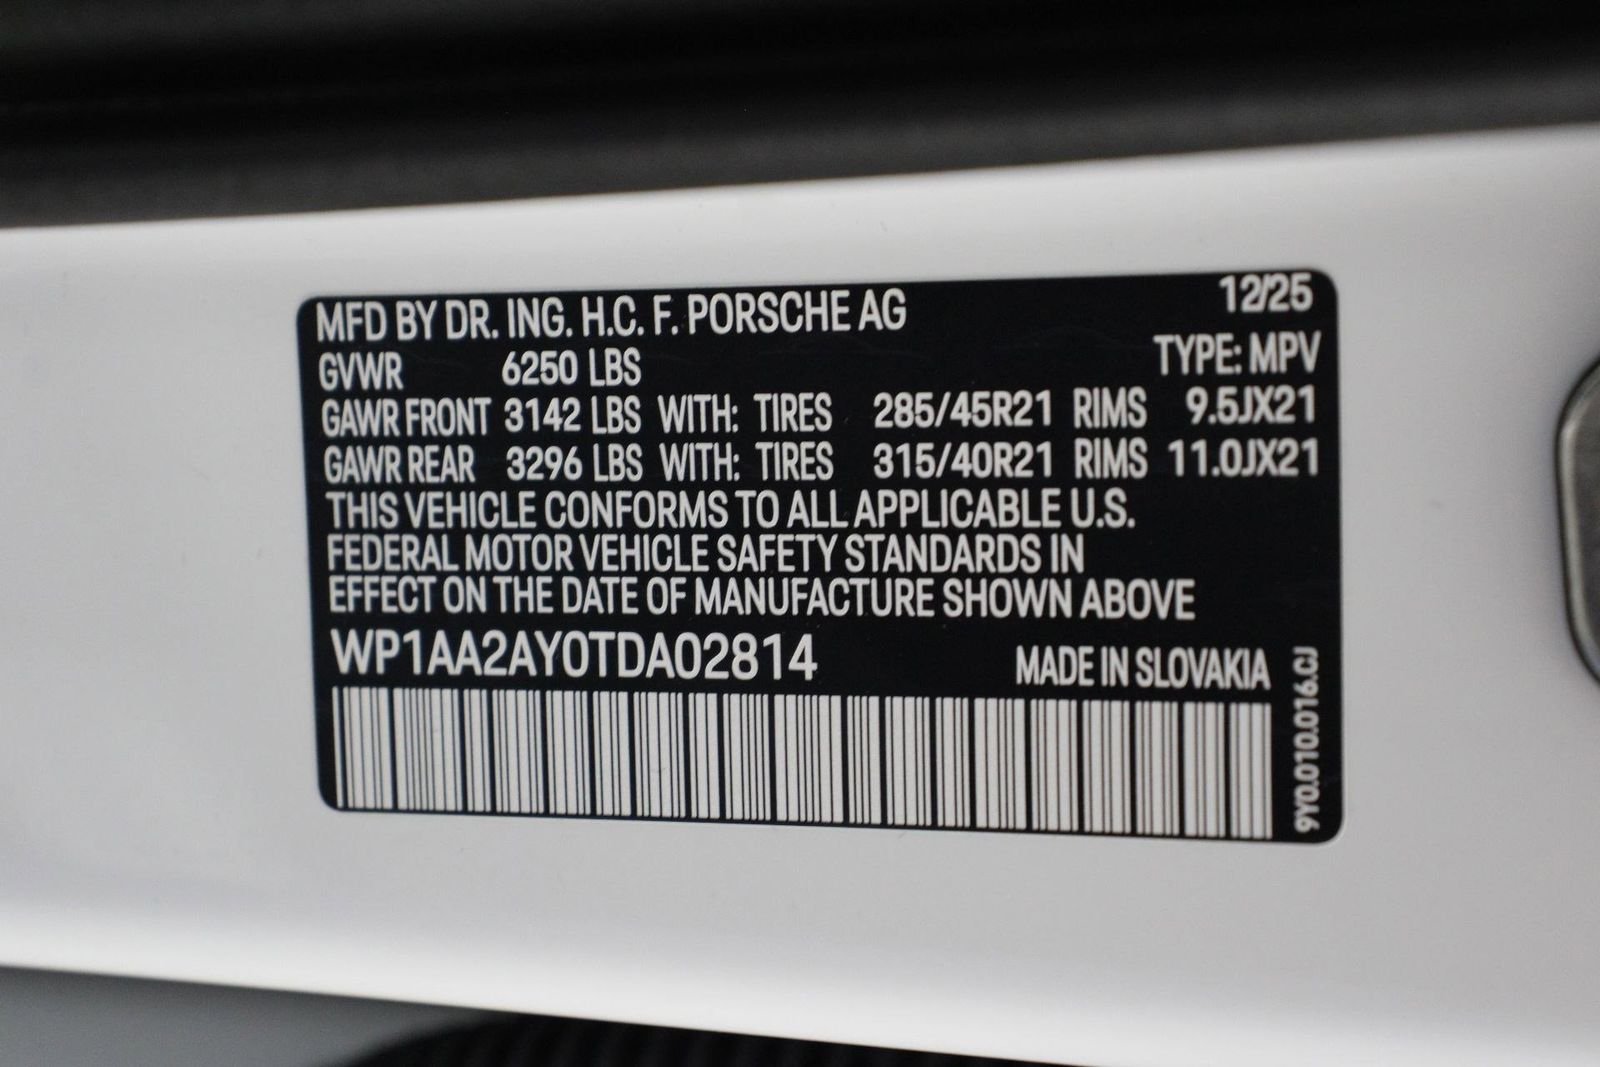 MFD BY DR. ING. H.C. F. PORSCHE AG 12/25
GVWR 6250 LBS TYPE: MPV
GAWR FRONT 3142 LBS WITH: TIRES 285/45R21 RIMS 9.5JX21
GAWR REAR 3296 LBS WITH: TIRES 315/40R21 RIMS 11.0JX21
THIS VEHICLE CONFORMS TO ALL APPLICABLE U.S.
FEDERAL MOTOR VEHICLE SAFETY STANDARDS IN
EFFECT ON THE DATE OF MANUFACTURE SHOWN ABOVE
WP1AA2AY0TDA02814 MADE IN SLOVAKIA
9Y0.010.016.CJ